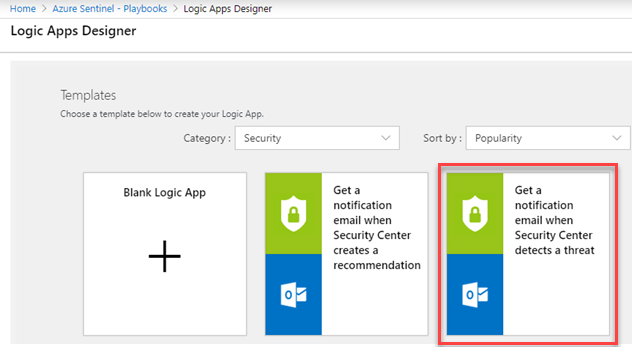 Home > Azure Sentinel - Playbooks > Logic Apps Designer
Logic Apps Designer
Templates
Choose a template below to create your Logic App.
Category : Security
Sort by : Popularity
Blank Logic App
Get a
notification
email when
Security Center
creates a
recommendation
Get a
notification
email when
Security Center
detects a threat